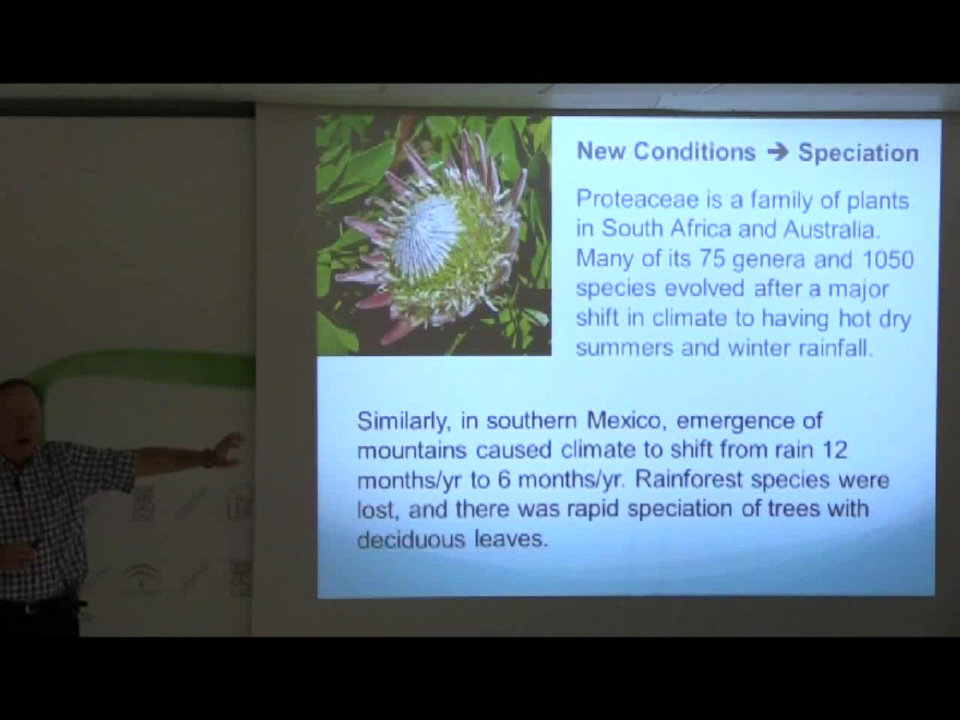 New Conditions ➔ Speciation
Proteaceae is a family of plants
in South Africa and Australia.
Many of its 75 genera and 1050
species evolved after a major
shift in climate to having hot dry
summers and winter rainfall.
Similarly, in southern Mexico, emergence of
mountains caused climate to shift from rain 12
months/yr to 6 months/yr. Rainforest species were
lost, and there was rapid speciation of trees with
deciduous leaves.